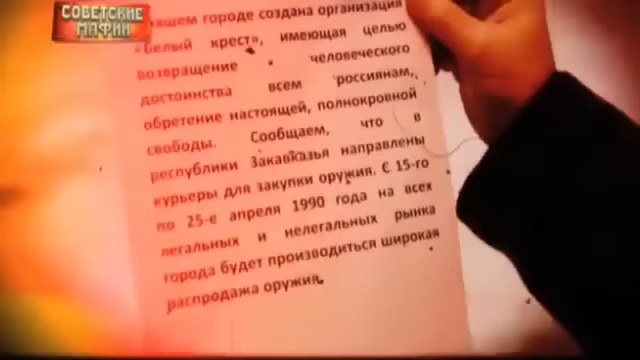 СОВЕТСКИЕ
МАФИИ
нашем городе создана организация
«Белый крест», имеющая целью
возвращение человеческого
достоинства всем россиянам,
обретение настоящей, полнокровной
свободы. Сообщаем, что в
республики Закавказья направлены
курьеры для закупки оружия. С 15-го
по 25-е апреля 1990 года на всех
легальных и нелегальных рынка
города будет производиться широкая
распродажа оружия.